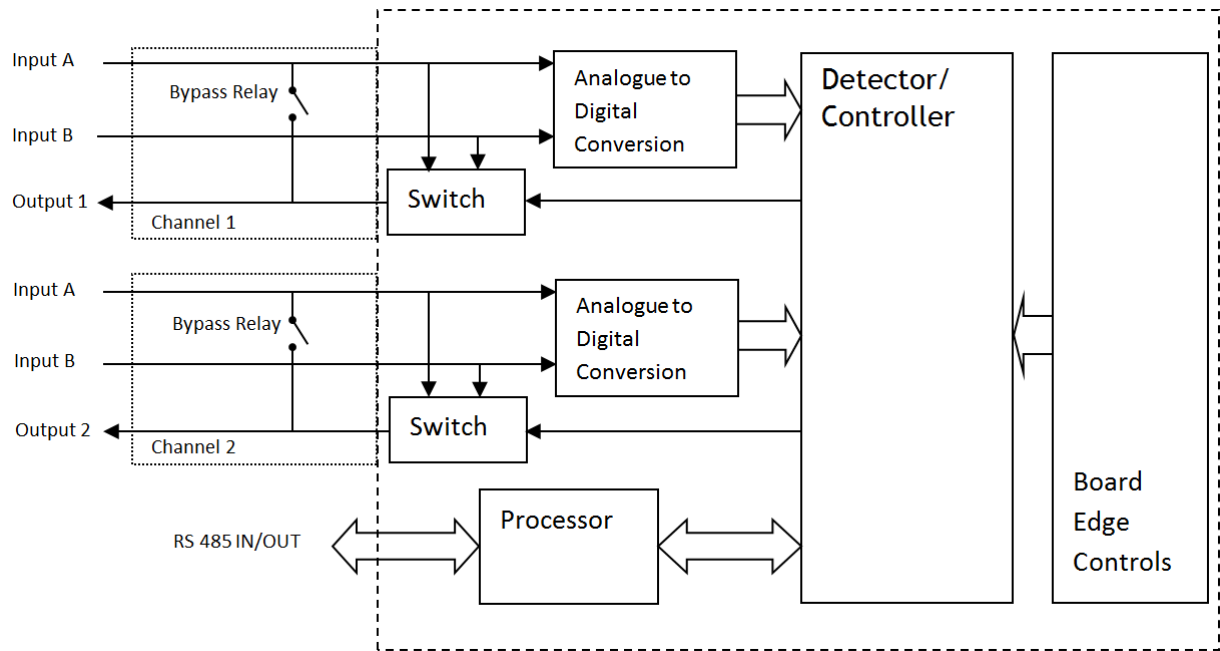 Input A
Bypass Relay
Input B
Output 1
Channel 1
Analogue to
Digital
Conversion
Switch
Detector/
Controller
Input A
Bypass Relay
Input B
Output 2
Channel 2
Analogue to
Digital
Conversion
Switch
RS 485 IN/OUT
Processor
Board
Edge
Controls